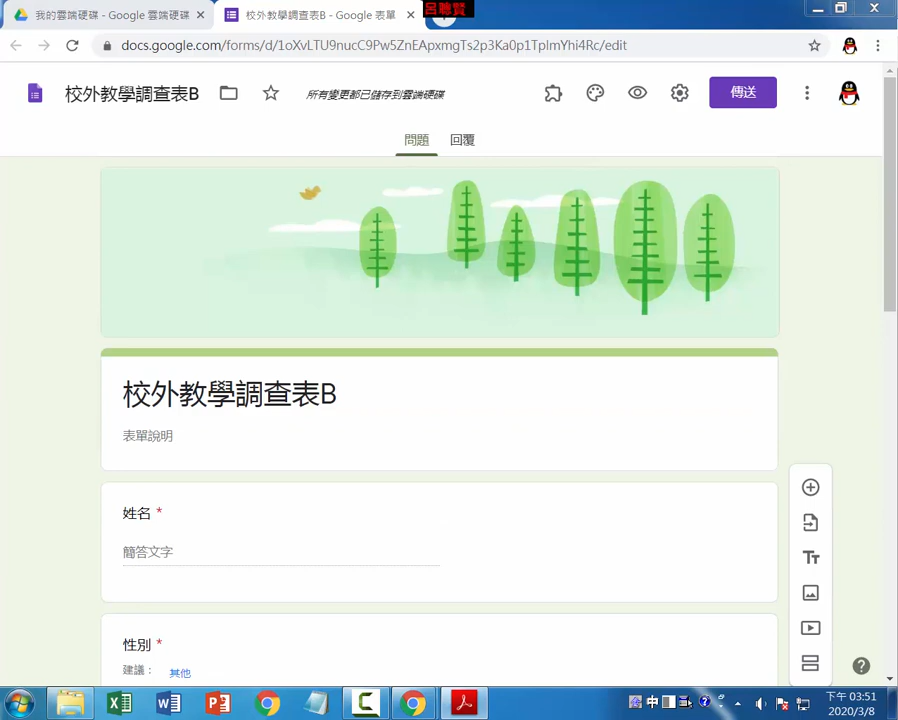 呂聰賢
我的雲端硬碟 - Google 雲端硬碟
校外教學調查表B - Google 表單
docs.google.com/forms/d/1oXvLTU9nucC9Pw5ZnEApxmgTs2p3Ka0p1TplmYhi4Rc/edit
校外教學調查表B
所有變更都已儲存到雲端硬碟
傳送
問題
回覆
校外教學調查表B
表單說明
姓名 *
簡答文字
性別 *
建議：
其他
中
下午 03:51
2020/3/8